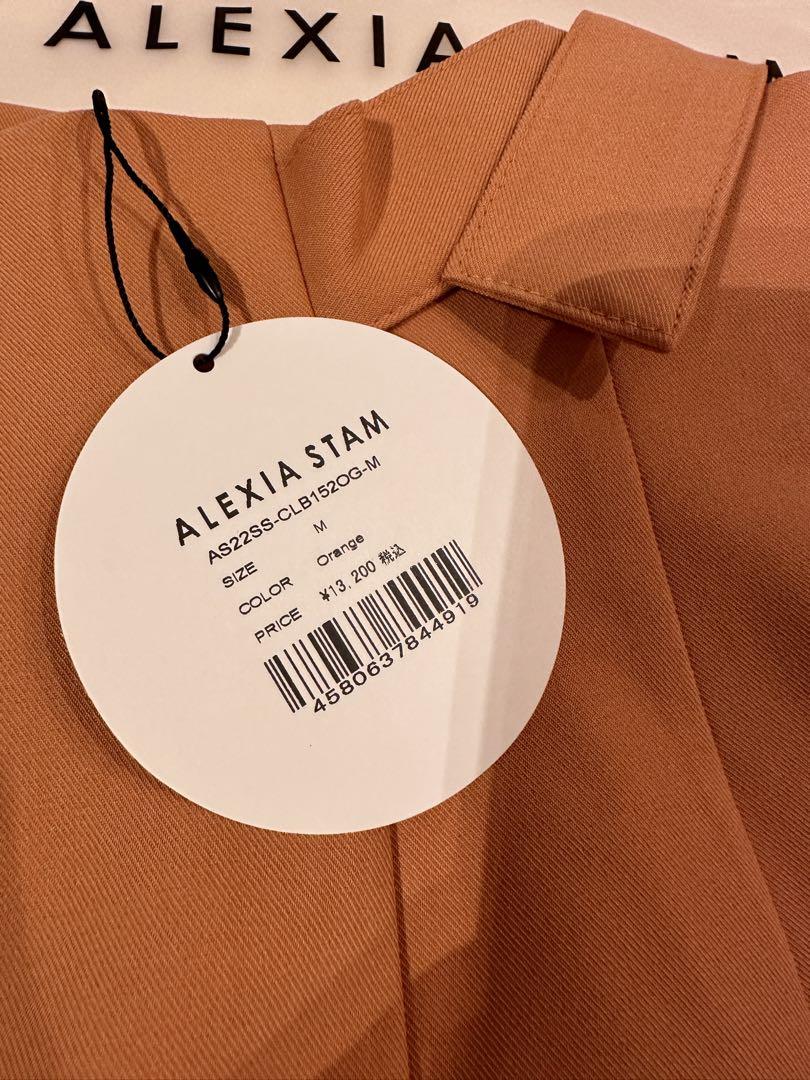 ALEXIA
ALEXIA STAM
AS22SS-CLB152OG-M
SIZE M
COLOR Orange
PRICE ¥13,200 税込
4580637844919